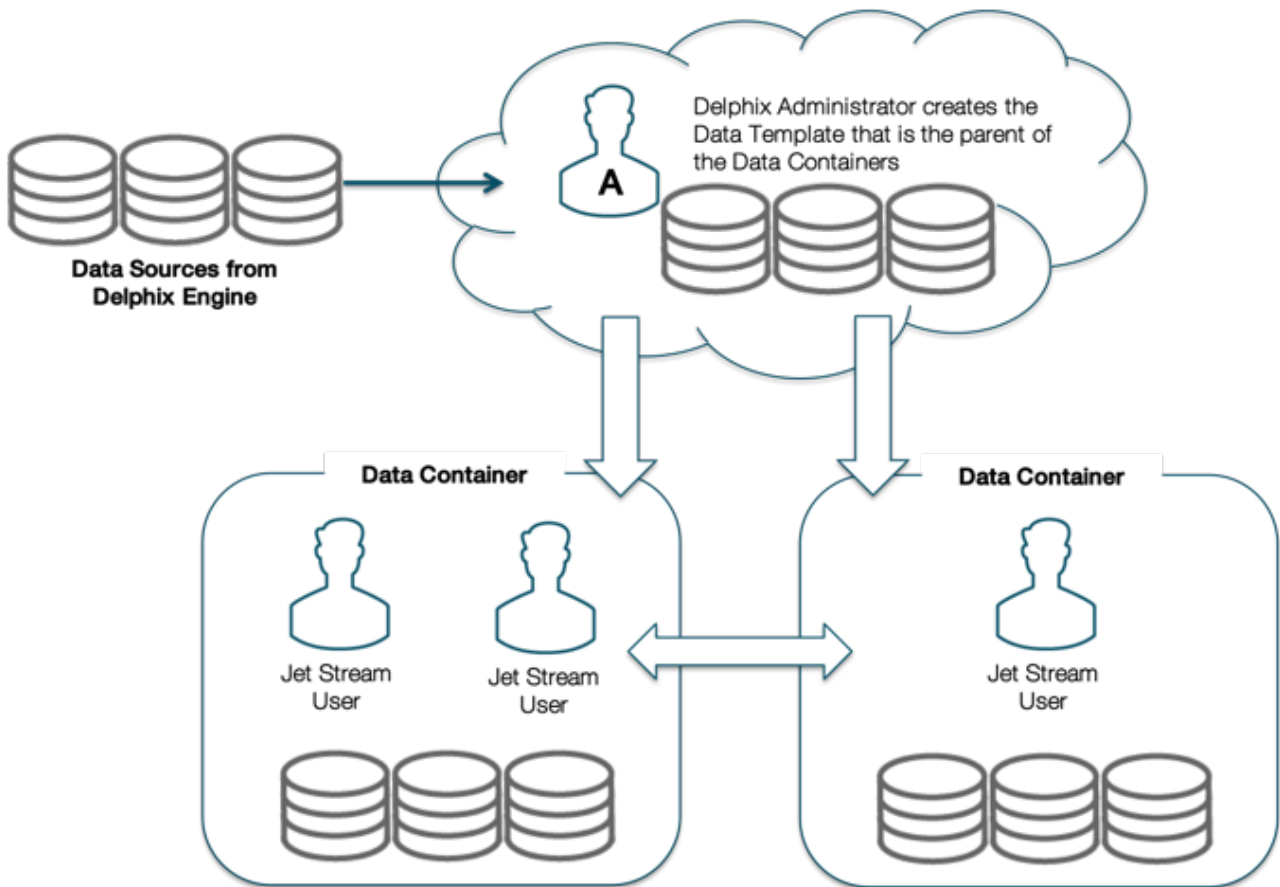 Delphix Administrator creates the
Data Template that is the parent of
the Data Containers
A
Data Sources from
Delphix Engine
Data Container
Jet Stream
User
Jet Stream
User
Data Container
Jet Stream
User